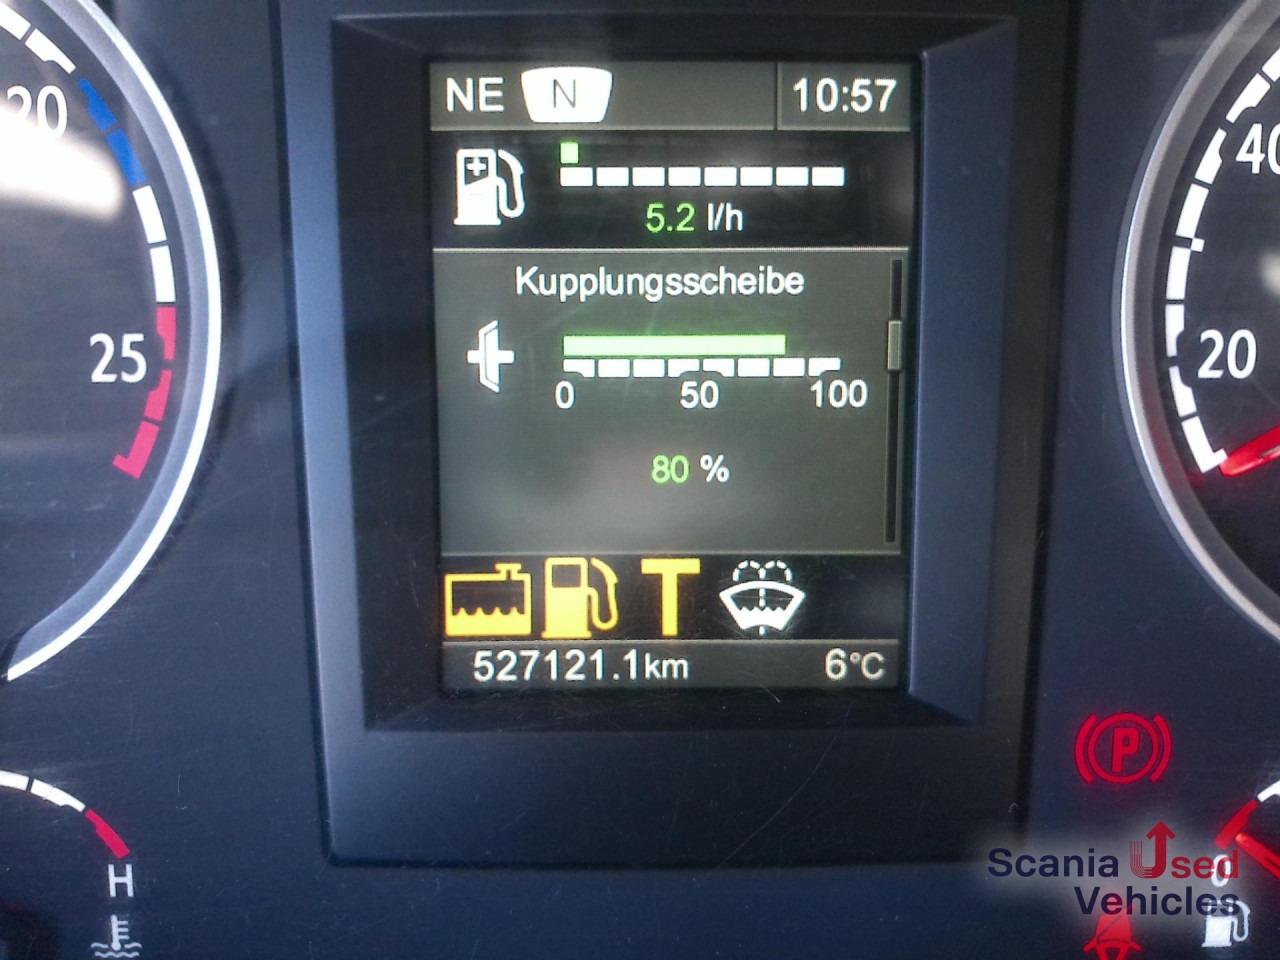 NE N 10:57
5.2 l/h
Kupplungsscheibe
0 50 100
80 %
T
527121.1km 6°C
20
25
H
40
20
P
0
Scania Used
Vehicles